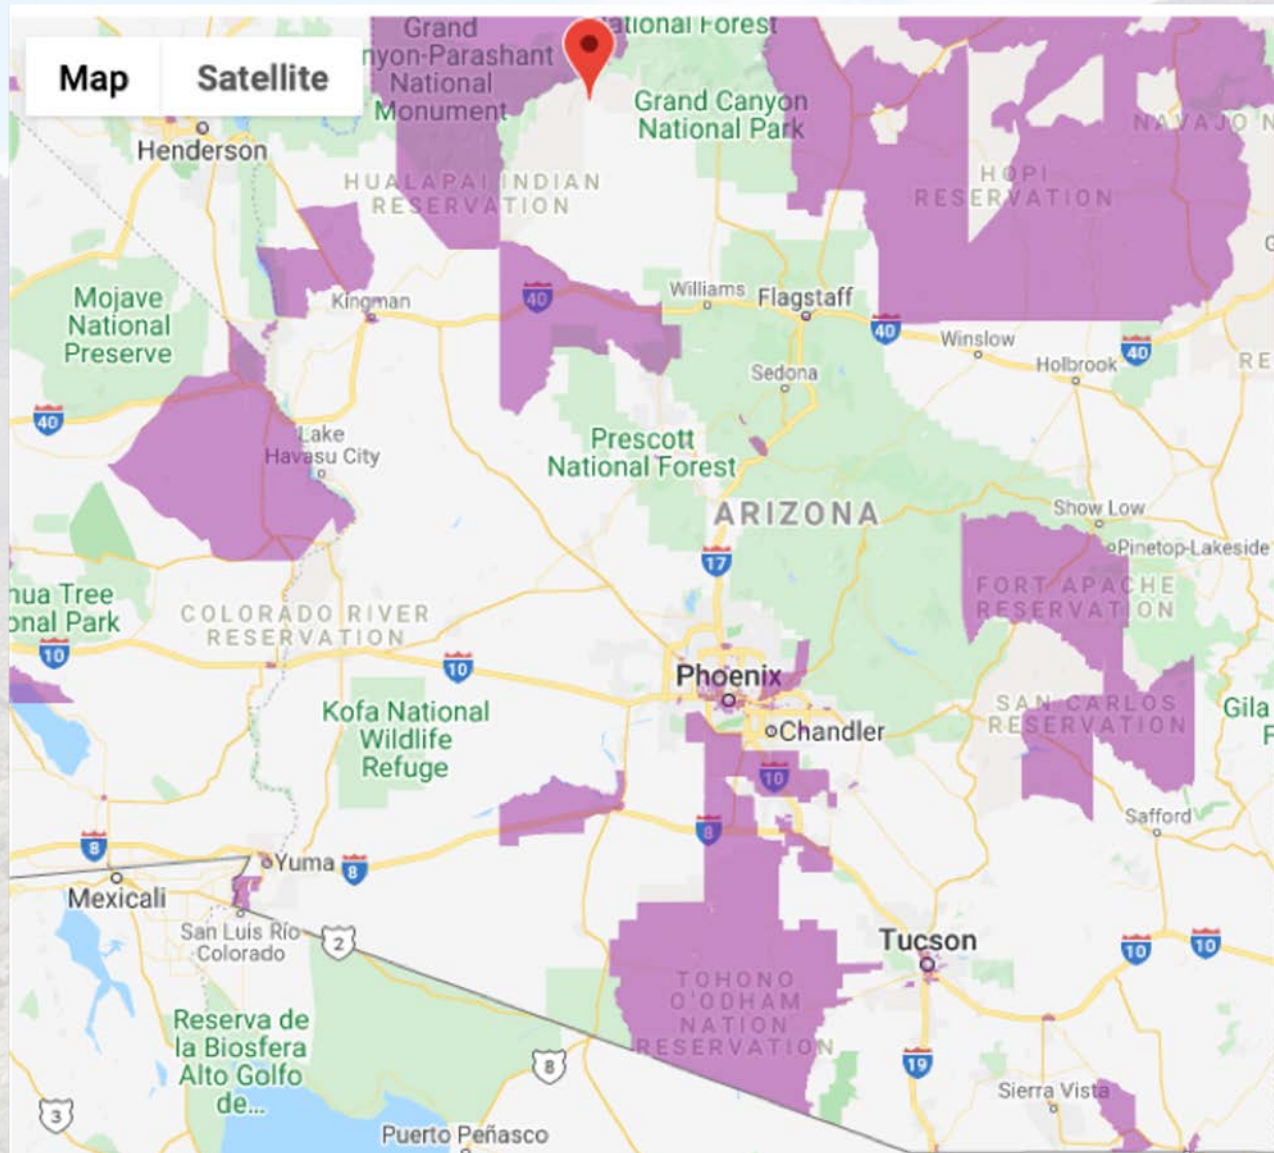 Map
Satellite
Grand
nyon-Parashant
National
Monument
ational Forest
Grand Canyon
National Park
Henderson
HUALAPAI INDIAN
RESERVATION
NAVAJO N
HOPI
RESERVATION
G
Mojave
National
Preserve
Kingman
40
Williams
Flagstaff
40
Winslow
Holbrook
40
RE
Sedona
40
Lake
Havasu City
Prescott
National Forest
ARIZONA
Show Low
Pinetop-Lakeside
17
FORT APACHE
RESERVATION
hua Tree
onal Park
COLORADO RIVER
RESERVATION
10
10
Phoenix
SAN CARLOS
RESERVATION
Gila
F
Kofa National
Wildlife
Refuge
Chandler
10
8
Safford
8
Yuma
8
Mexicali
San Luis Río
Colorado
2
Tucson
10
10
TOHONO
O'ODHAM
NATION
RESERVATION
Reserva de
la Biosfera
Alto Golfo
de...
8
19
Sierra Vista
3
Puerto Peñasco